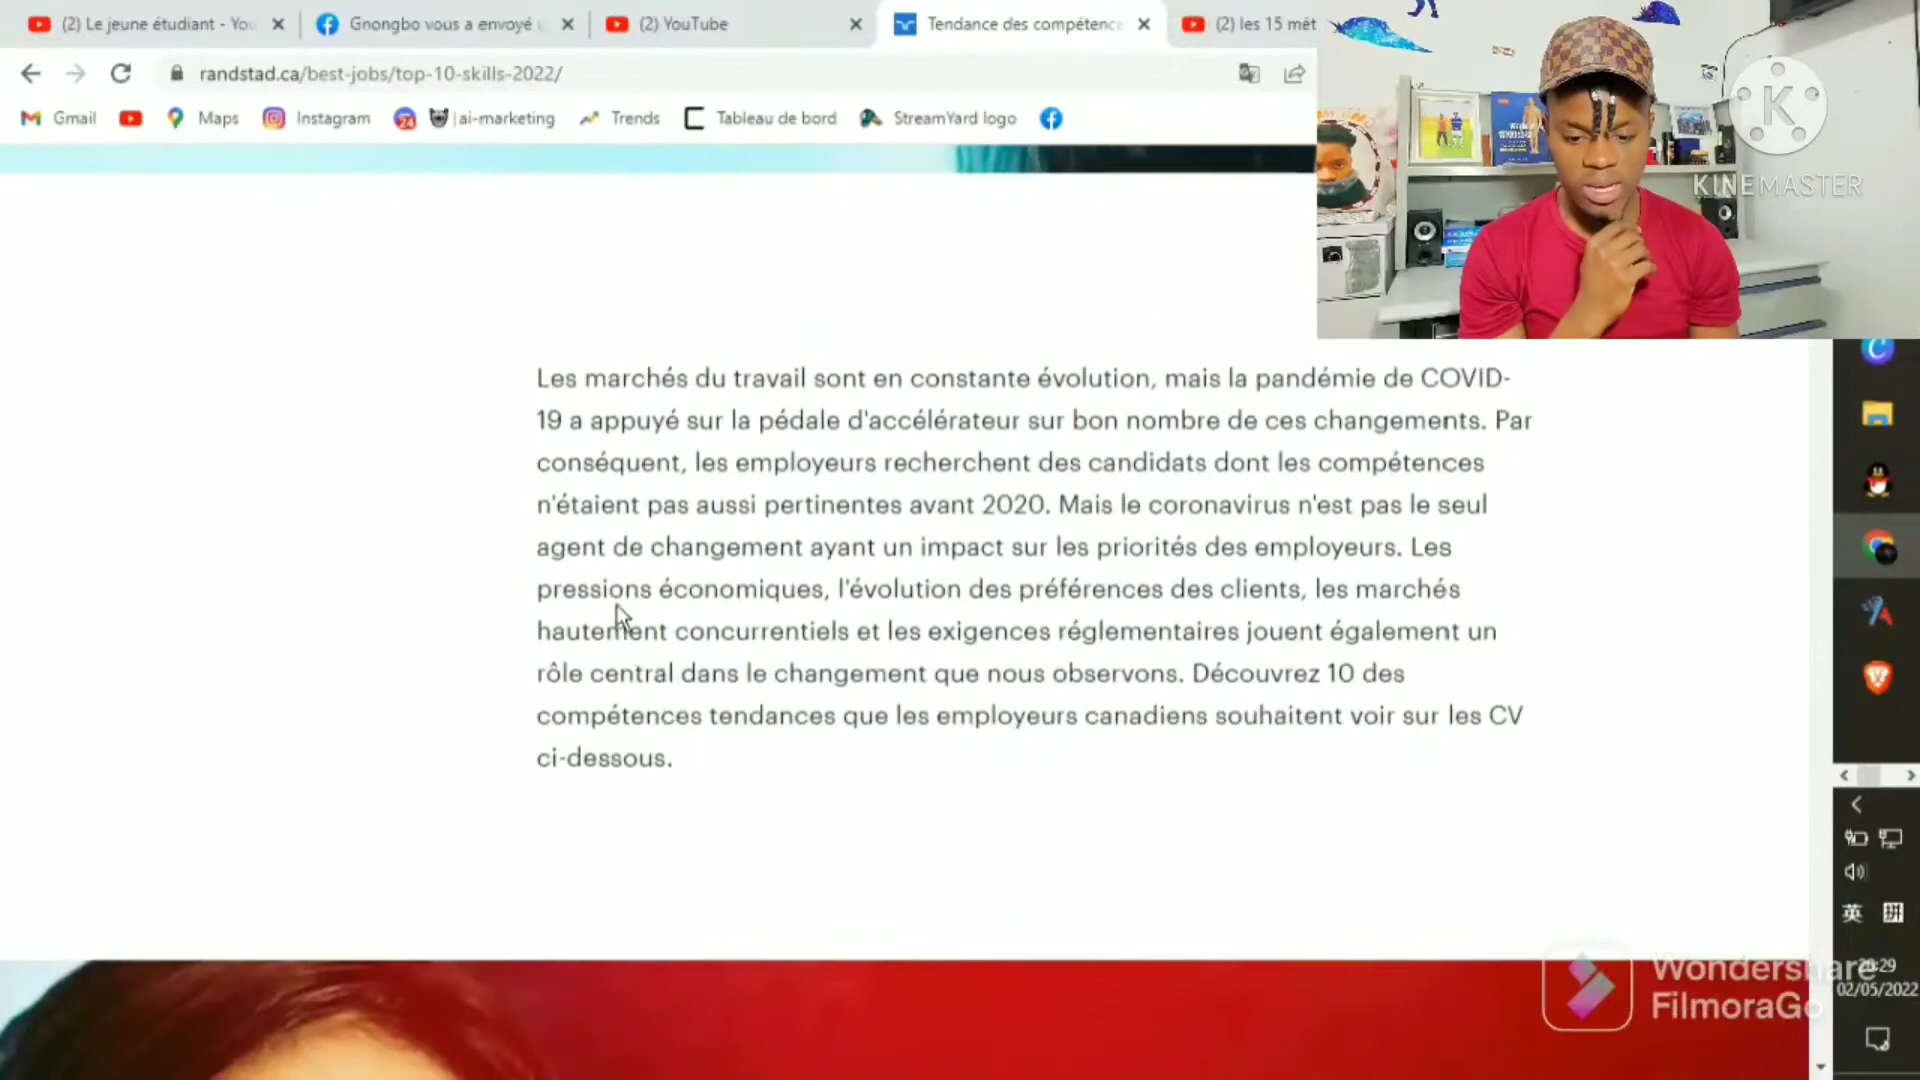 (2) Le jeune étudiant - You
Gnongbo vous a envoyé u
(2) YouTube
Tendance des compétence
(2) les 15 mét
randstad.ca/best-jobs/top-10-skills-2022/
Gmail
Maps
Instagram
24
ai-marketing
Trends
Tableau de bord
StreamYard logo
K
KINEMASTER
Les marchés du travail sont en constante évolution, mais la pandémie de COVID-
19 a appuyé sur la pédale d'accélérateur sur bon nombre de ces changements. Par
conséquent, les employeurs recherchent des candidats dont les compétences
n'étaient pas aussi pertinentes avant 2020. Mais le coronavirus n'est pas le seul
agent de changement ayant un impact sur les priorités des employeurs. Les
pressions économiques, l'évolution des préférences des clients, les marchés
hautement concurrentiels et les exigences réglementaires jouent également un
rôle central dans le changement que nous observons. Découvrez 10 des
compétences tendances que les employeurs canadiens souhaitent voir sur les CV
ci-dessous.
英
拼
02/05/2022
Wondershare
FilmoraGo